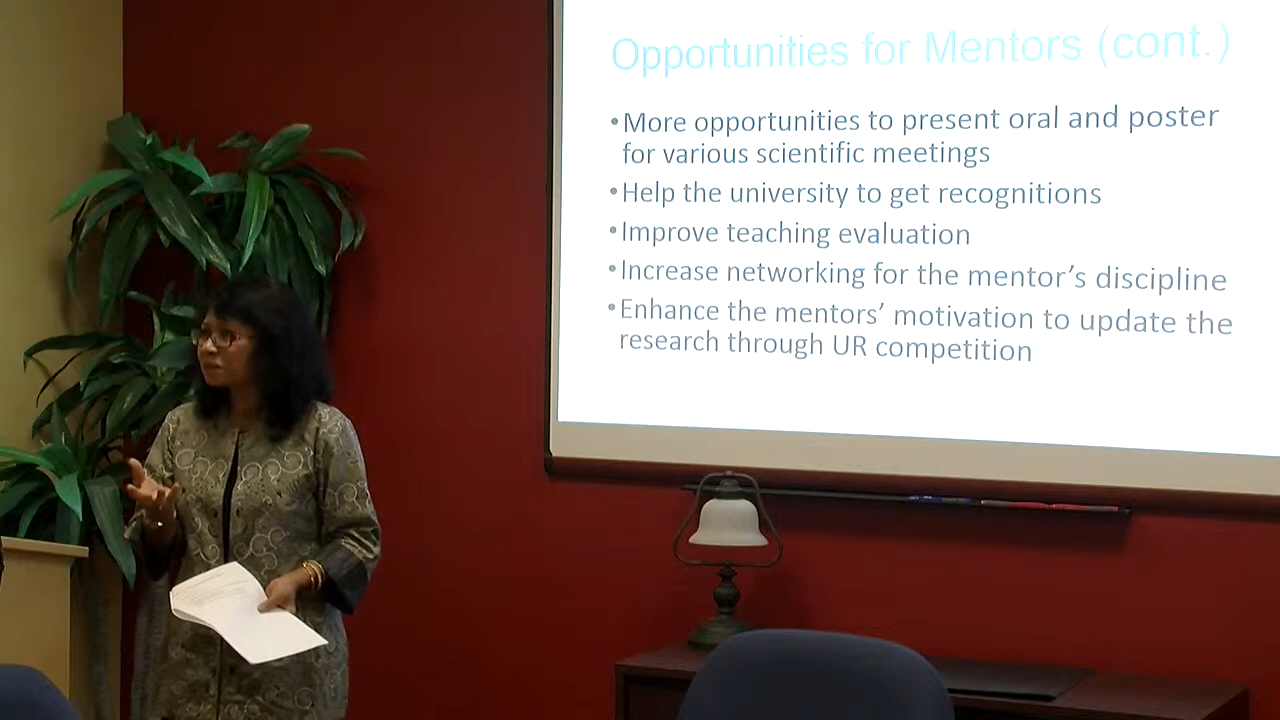 Opportunities for Mentors (cont.)
•More opportunities to present oral and poster
for various scientific meetings
•Help the university to get recognitions
•Improve teaching evaluation
•Increase networking for the mentor's discipline
•Enhance the mentors' motivation to update the
research through UR competition